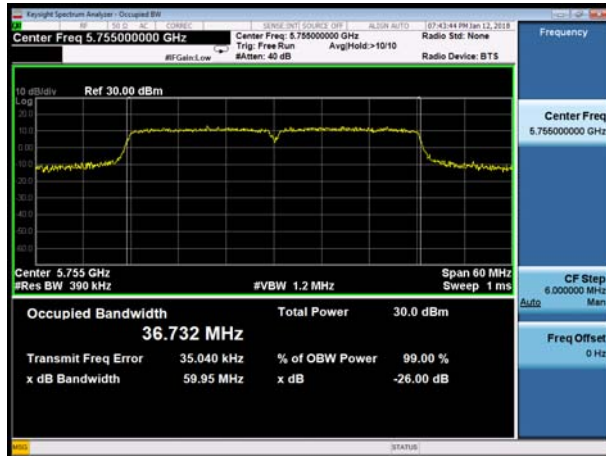 Keysight Spectrum Analyzer - Occupied BW
RF 50 Ω AC CORREC SENSE:INT SOURCE OFF ALIGN AUTO 07:43:44 PM Jan 12, 2018
Center Freq 5.755000000 GHz
Center Freq: 5.755000000 GHz
Radio Std: None
Trig: Free Run Avg|Hold:>10/10
#IFGain:Low #Atten: 40 dB Radio Device: BTS
10 dB/div Ref 30.00 dBm
Log
20.0
10.0
0.00
-10.0
-20.0
-30.0
-40.0
-50.0
-60.0
Center 5.755 GHz Span 60 MHz
#Res BW 390 kHz #VBW 1.2 MHz Sweep 1 ms
Occupied Bandwidth Total Power 30.0 dBm
36.732 MHz
Transmit Freq Error 35.040 kHz % of OBW Power 99.00 %
x dB Bandwidth 59.95 MHz x dB -26.00 dB
MSG STATUS
Frequency
Center Freq
5.755000000 GHz
CF Step
6.000000 MHz
Auto Man
Freq Offset
0 Hz